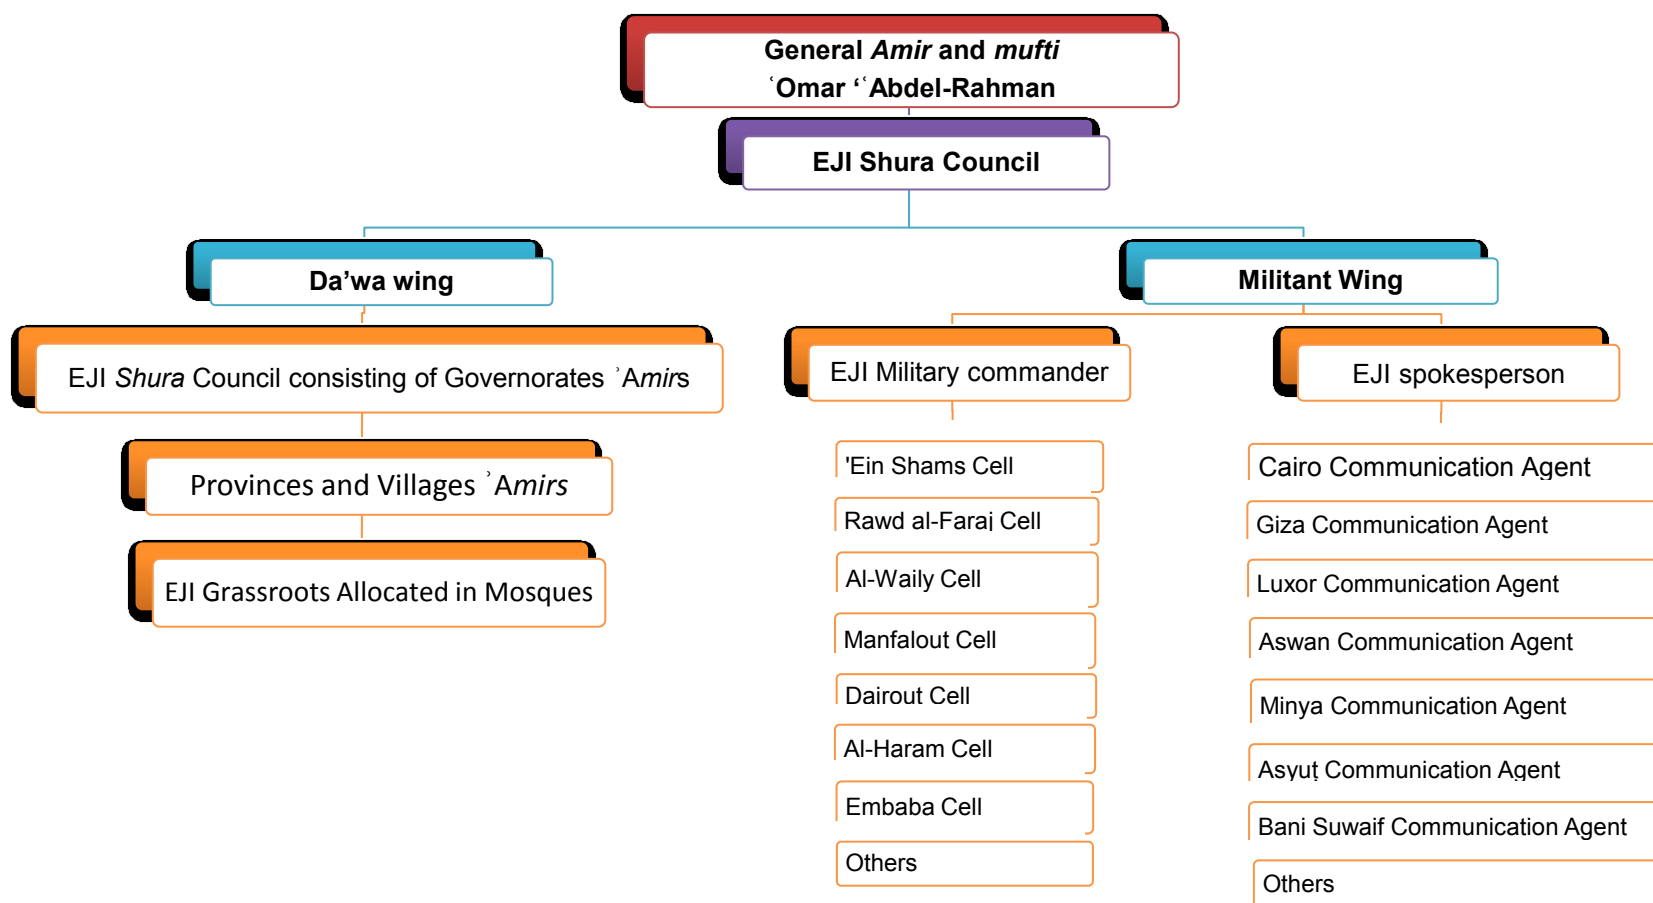 General Amir and mufti
ʿOmar ‘ʿAbdel-Rahman
EJI Shura Council
Da’wa wing
Militant Wing
EJI Shura Council consisting of Governorates ʾAmirs
EJI Military commander
EJI spokesperson
Provinces and Villages ʾAmirs
EJI Grassroots Allocated in Mosques
'Ein Shams Cell
Rawd al-Faraj Cell
Al-Waily Cell
Manfalout Cell
Dairout Cell
Al-Haram Cell
Embaba Cell
Others
Cairo Communication Agent
Giza Communication Agent
Luxor Communication Agent
Aswan Communication Agent
Minya Communication Agent
Asyuṭ Communication Agent
Bani Suwaif Communication Agent
Others